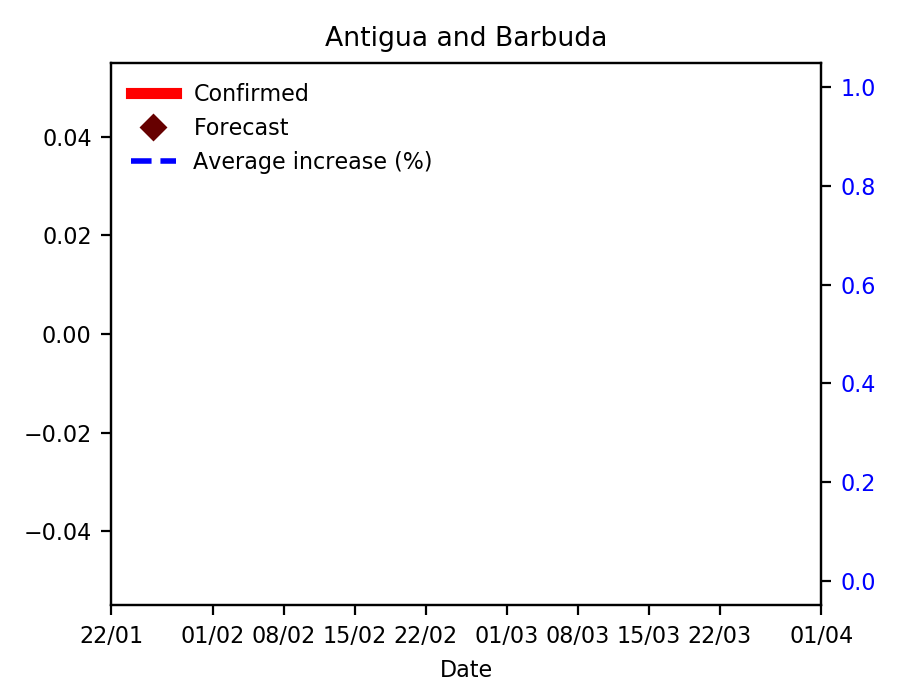 Antigua and Barbuda
Confirmed
Forecast
Average increase (%)
0.04
0.02
0.00
−0.02
−0.04
1.0
0.8
0.6
0.4
0.2
0.0
22/01 01/02 08/02 15/02 22/02 01/03 08/03 15/03 22/03 01/04
Date